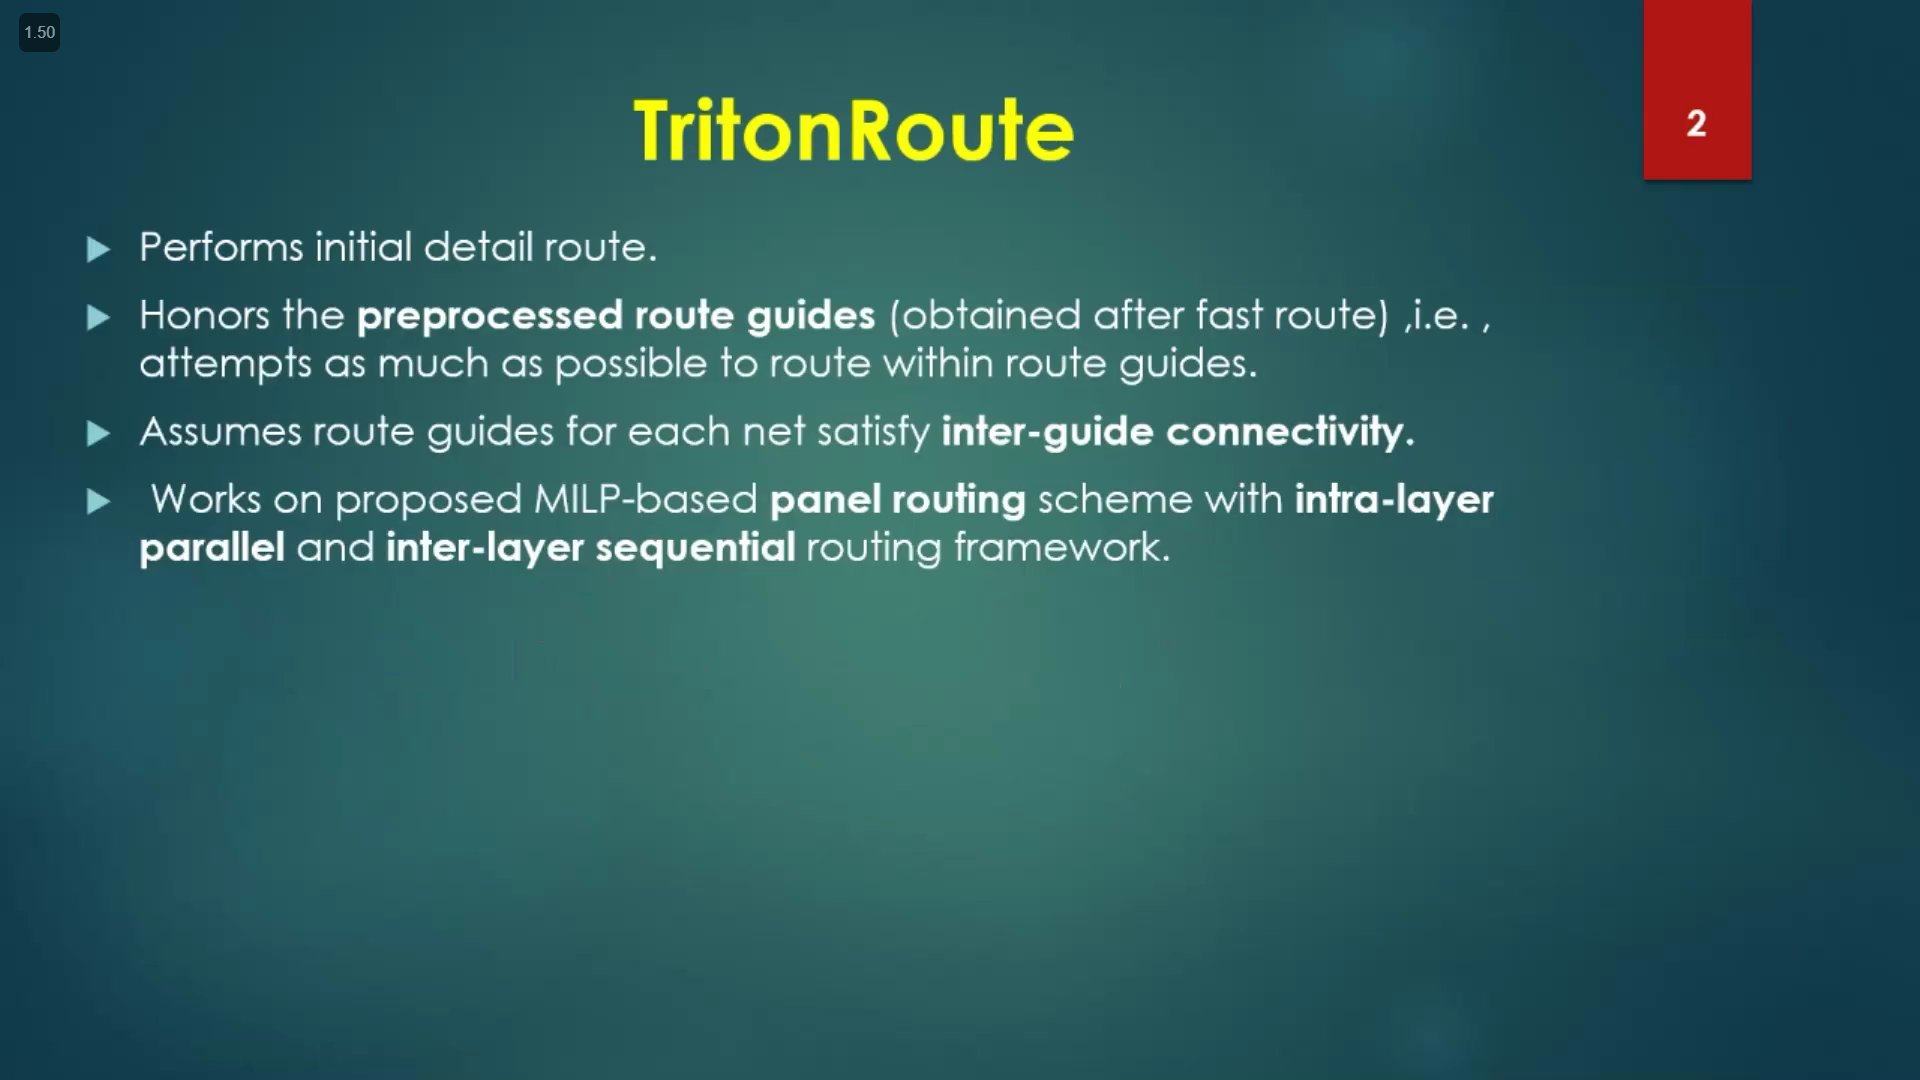 1.50
2
TritonRoute
Performs initial detail route.
Honors the preprocessed route guides (obtained after fast route) ,i.e. ,
attempts as much as possible to route within route guides.
Assumes route guides for each net satisfy inter-guide connectivity.
Works on proposed MILP-based panel routing scheme with intra-layer
parallel and inter-layer sequential routing framework.